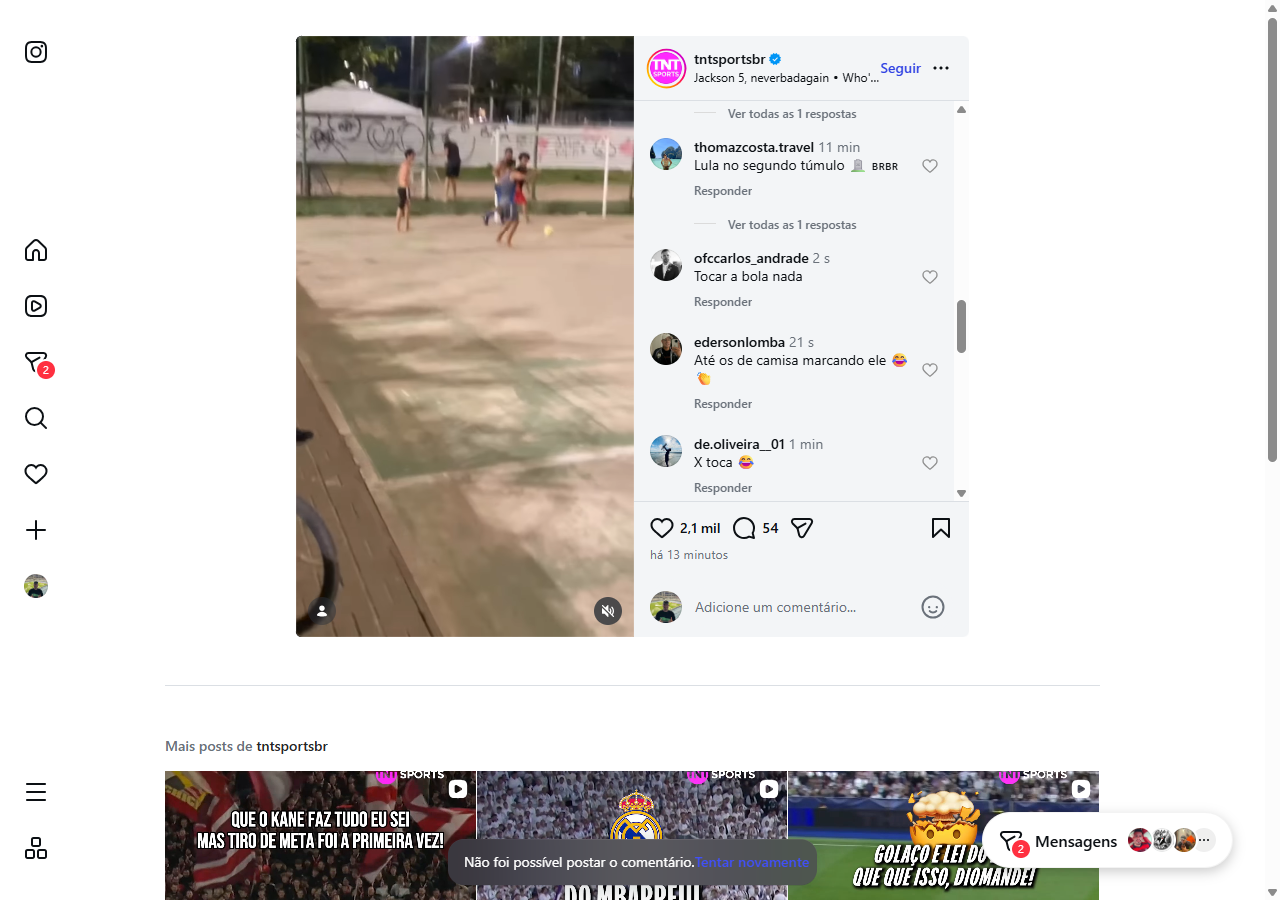 TNT
SPORTS
tntsportsbr
Jackson 5, neverbadagain • Who'...
Seguir
Ver todas as 1 respostas
thomazcosta.travel 11 min
Lula no segundo túmulo 🪦 ʙʀʙʀ
Responder
Ver todas as 1 respostas
ofccarlos_andrade 2 s
Tocar a bola nada
Responder
edersonlomba 21 s
Até os de camisa marcando ele 😂
👏
Responder
2
de.oliveira__01 1 min
X toca 😂
Responder
2,1 mil
54
há 13 minutos
Adicione um comentário...
Mais posts de tntsportsbr
TNT SPORTS
QUE O KANE FAZ TUDO EU SEI
MAS TIRO DE META FOI A PRIMEIRA VEZ!
TNT SPORTS
DO MBAPPÉ!!!
TNT SPORTS
GOLAÇO E LEI DO
QUE QUE ISSO, DIOMANDE!
Não foi possível postar o comentário. Tentar novamente
2
Mensagens